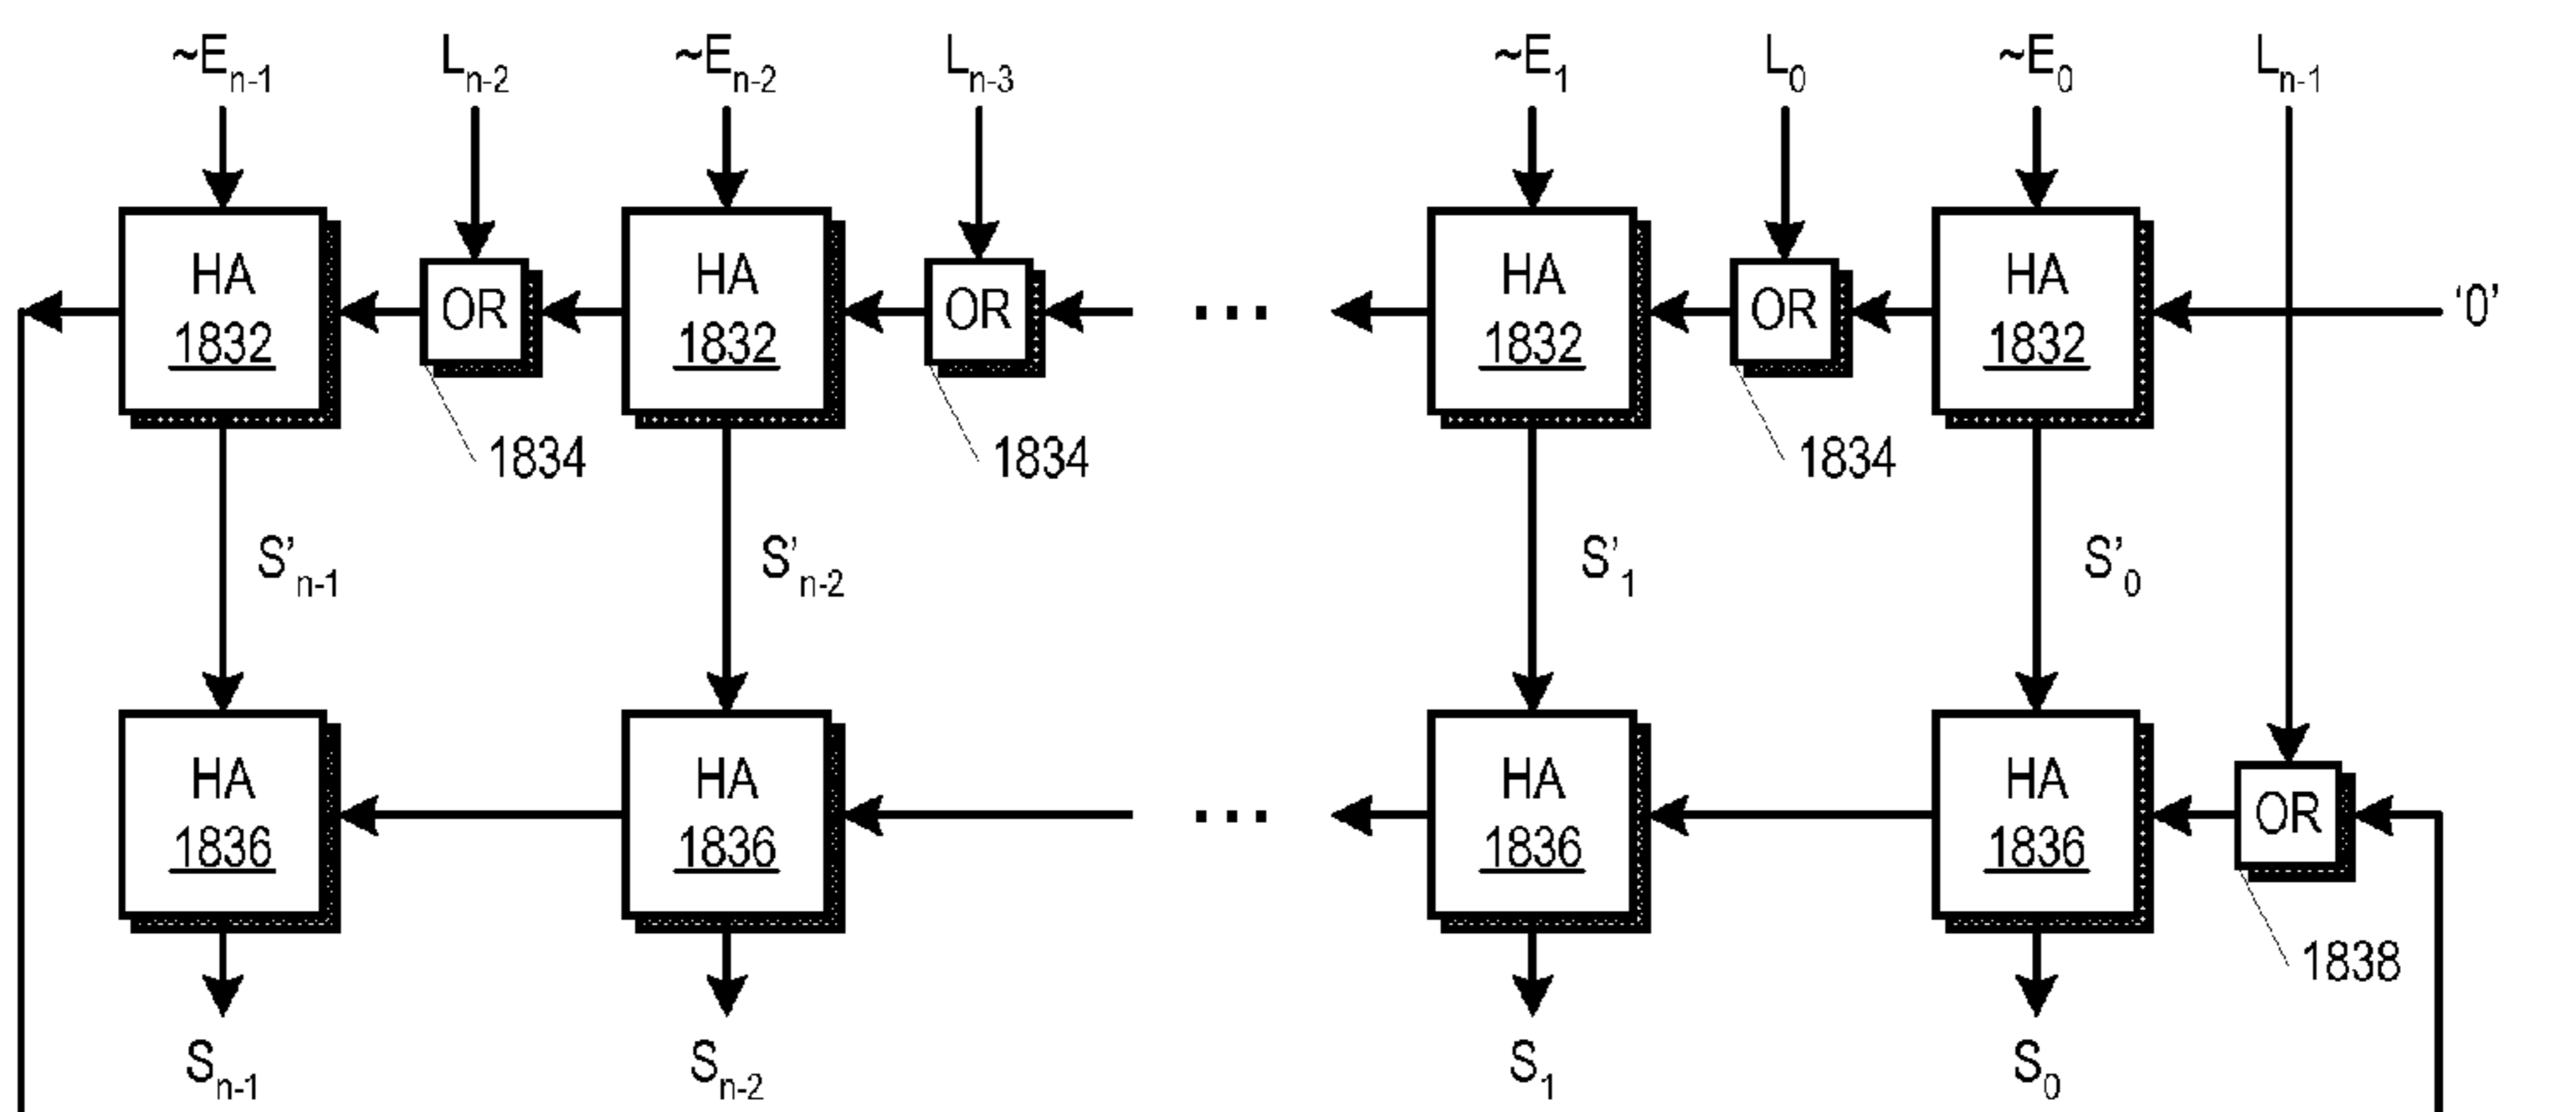 ~Eₙ₋₁ Lₙ₋₂ ~Eₙ₋₂ Lₙ₋₃ ~E₁ L₀ ~E₀ Lₙ₋₁
HA OR HA OR ... HA OR HA '0'
1832 1832 1832 1832
1834 1834 1834
S'ₙ₋₁ S'ₙ₋₂ S'₁ S'₀
HA HA ... HA HA OR
1836 1836 1836 1836
1838
Sₙ₋₁ Sₙ₋₂ S₁ S₀